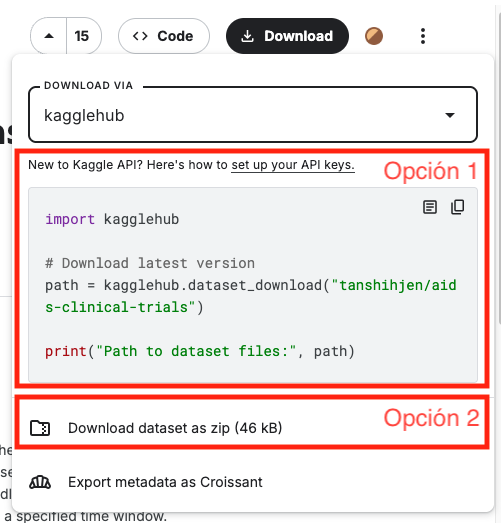 15
Code
Download
DOWNLOAD VIA
kagglehub
New to Kaggle API? Here's how to set up your API keys.
Opción 1
import kagglehub
# Download latest version
path = kagglehub.dataset_download("tanshihjen/aid
s-clinical-trials")
print("Path to dataset files:", path)
Download dataset as zip (46 kB)
Opción 2
Export metadata as Croissant
a specified time window.